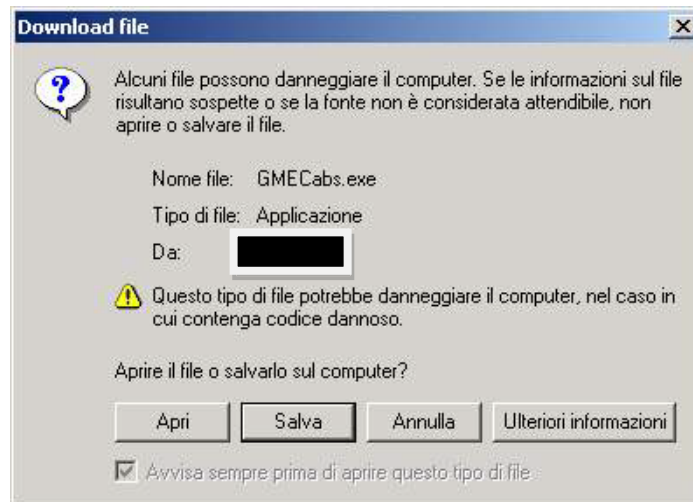 Download file
Alcuni file possono danneggiare il computer. Se le informazioni sul file
risultano sospette o se la fonte non è considerata attendibile, non
aprire o salvare il file.
Nome file: GMECabs.exe
Tipo di file: Applicazione
Da:
Questo tipo di file potrebbe danneggiare il computer, nel caso in
cui contenga codice dannoso.
Aprire il file o salvarlo sul computer?
Apri Salva Annulla Ulteriori informazioni
Avvisa sempre prima di aprire questo tipo di file